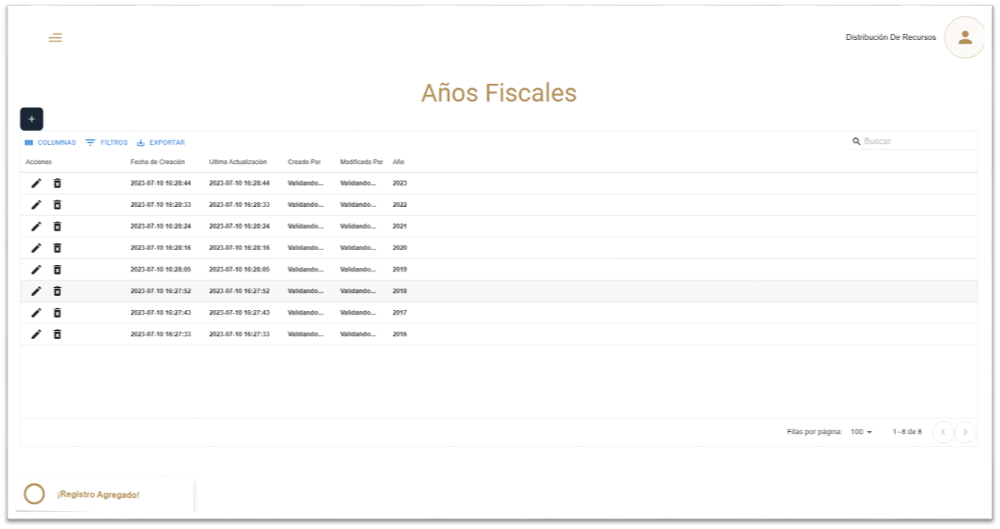 Distribución De Recursos
Años Fiscales
+
COLUMNAS FILTROS EXPORTAR Buscar
Acciones Fecha de Creación Ultima Actualización Creado Por Modificado Por Año
2023-07-10 16:28:44 2023-07-10 16:28:44 Validando... Validando... 2023
2023-07-10 16:28:33 2023-07-10 16:28:33 Validando... Validando... 2022
2023-07-10 16:28:24 2023-07-10 16:28:24 Validando... Validando... 2021
2023-07-10 16:28:16 2023-07-10 16:28:16 Validando... Validando... 2020
2023-07-10 16:28:05 2023-07-10 16:28:05 Validando... Validando... 2019
2023-07-10 16:27:52 2023-07-10 16:27:52 Validando... Validando... 2018
2023-07-10 16:27:43 2023-07-10 16:27:43 Validando... Validando... 2017
2023-07-10 16:27:33 2023-07-10 16:27:33 Validando... Validando... 2016
Filas por página: 100 1–8 de 8
¡Registro Agregado!